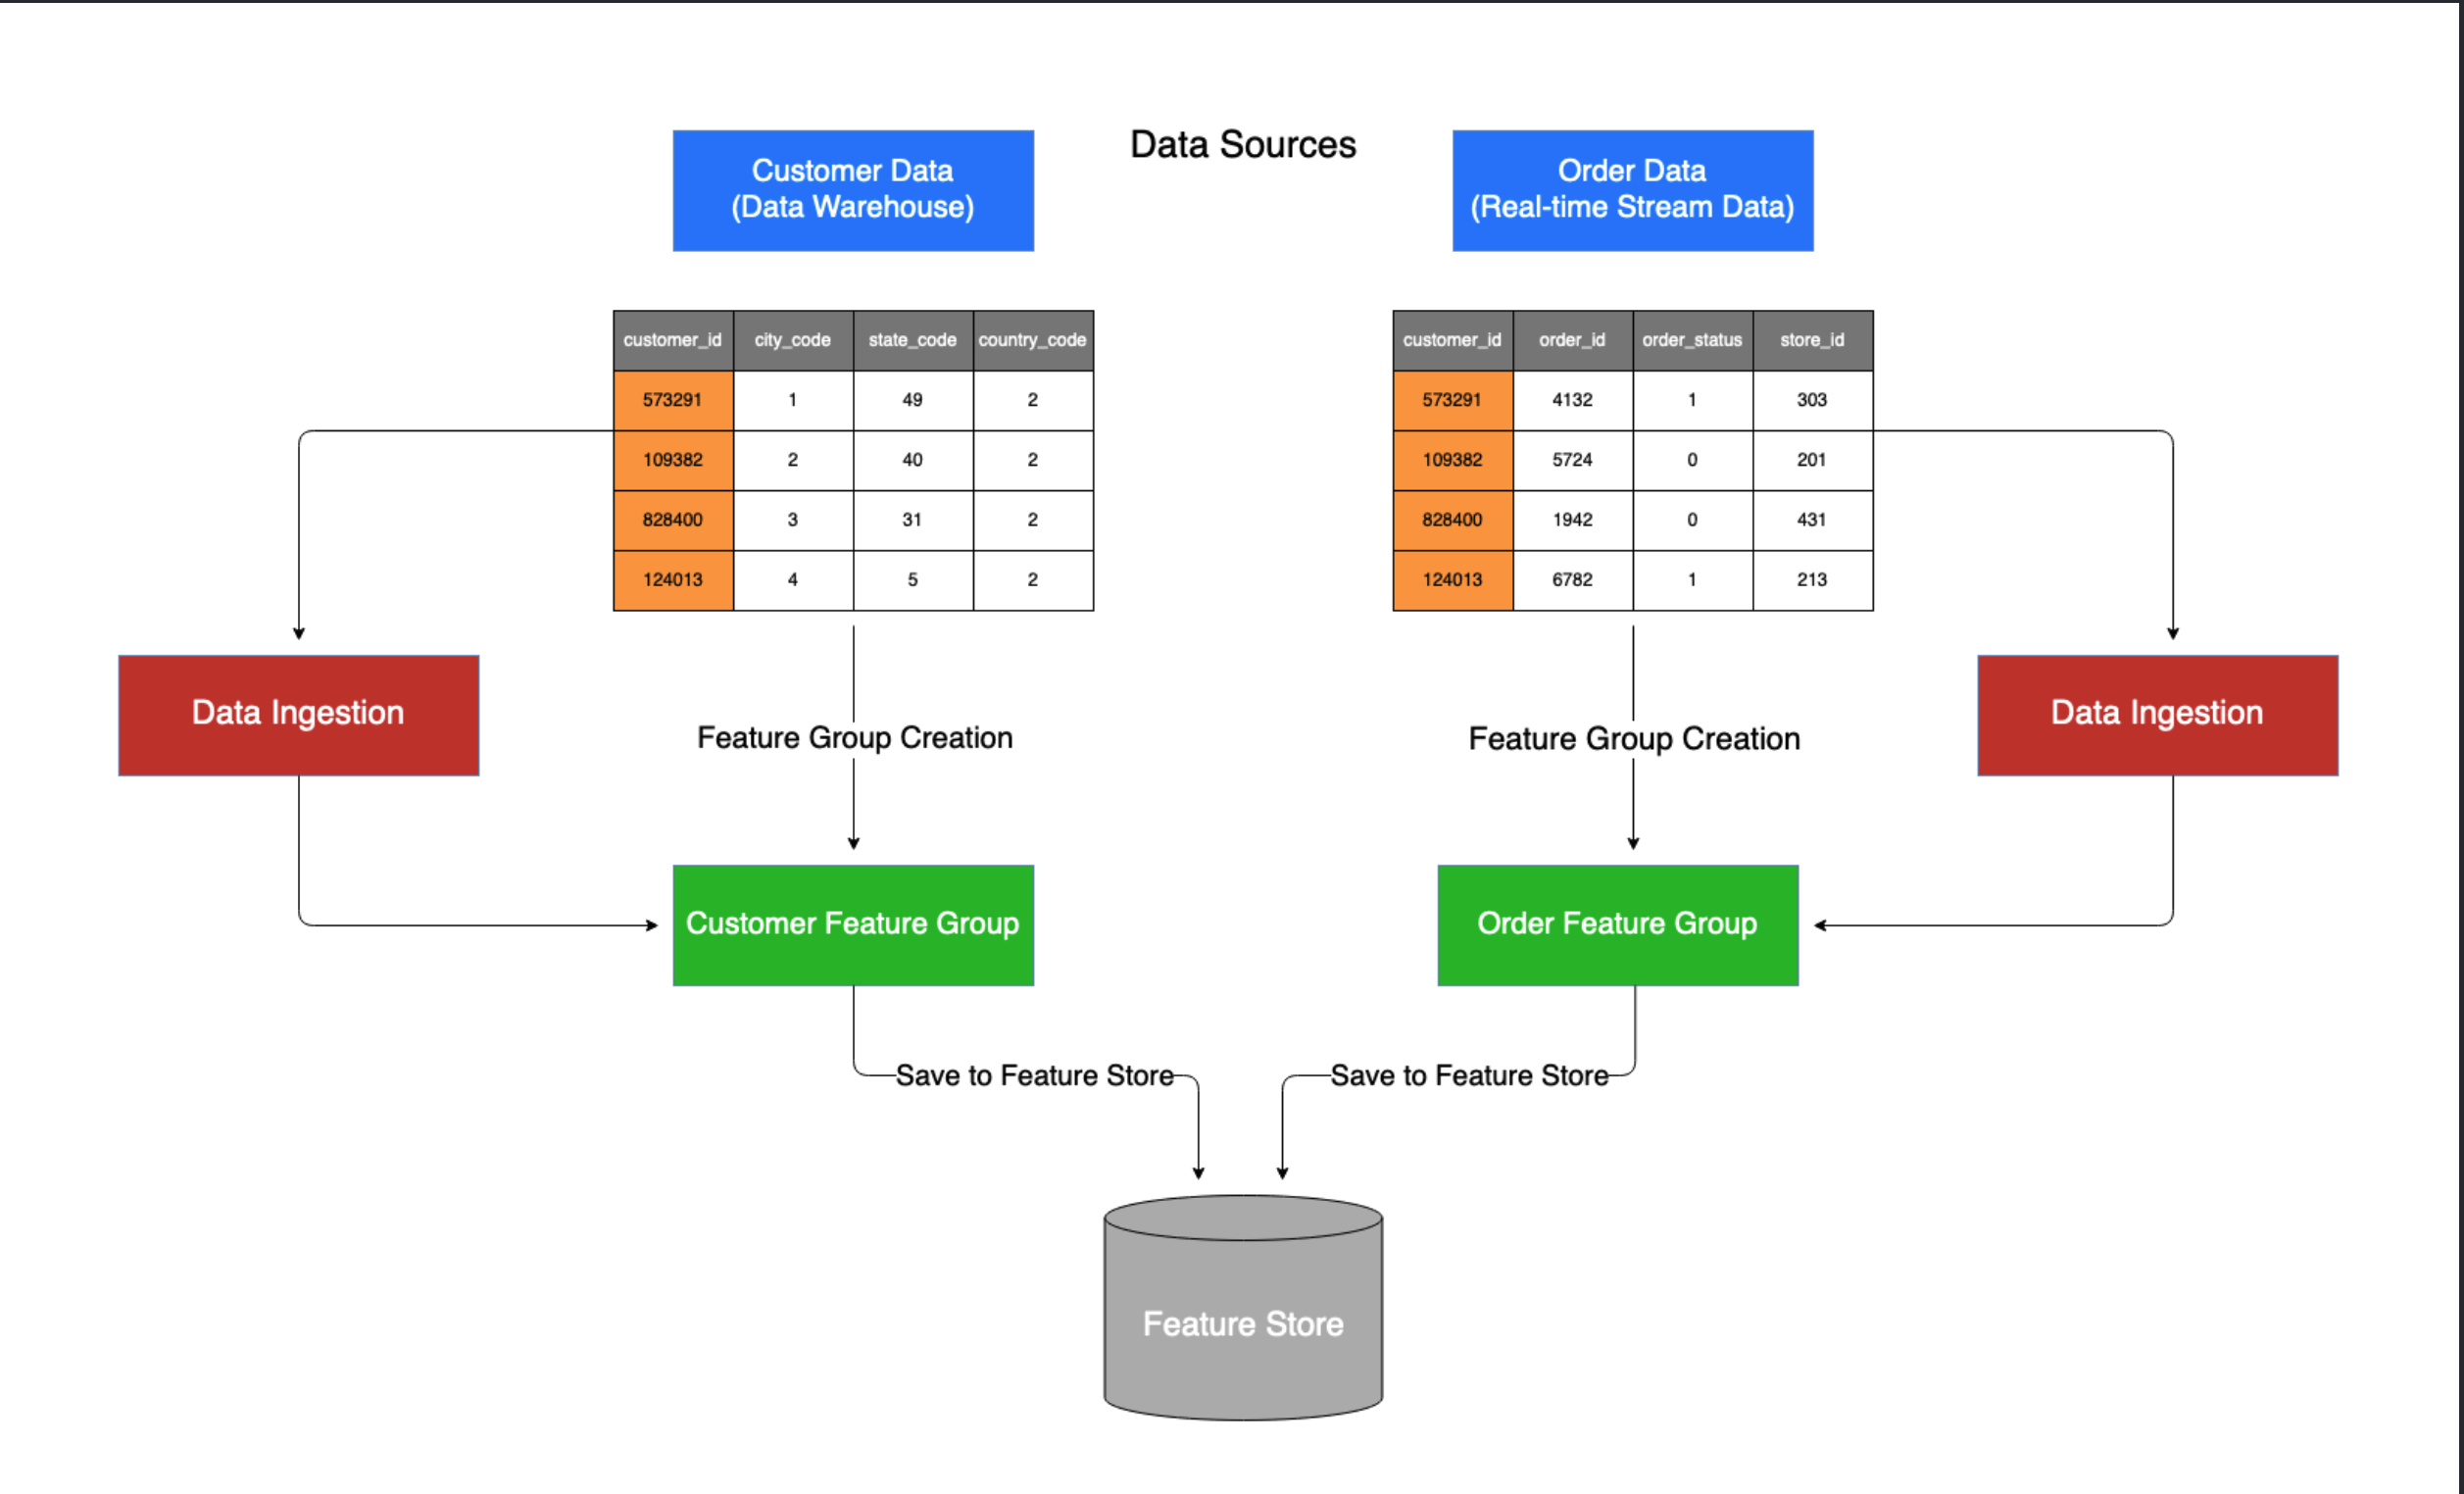 Data Sources
Customer Data
(Data Warehouse)
Order Data
(Real-time Stream Data)
customer_id city_code state_code country_code
573291 1 49 2
109382 2 40 2
828400 3 31 2
124013 4 5 2
customer_id order_id order_status store_id
573291 4132 1 303
109382 5724 0 201
828400 1942 0 431
124013 6782 1 213
Data Ingestion
Feature Group Creation
Feature Group Creation
Data Ingestion
Customer Feature Group
Order Feature Group
Save to Feature Store
Save to Feature Store
Feature Store